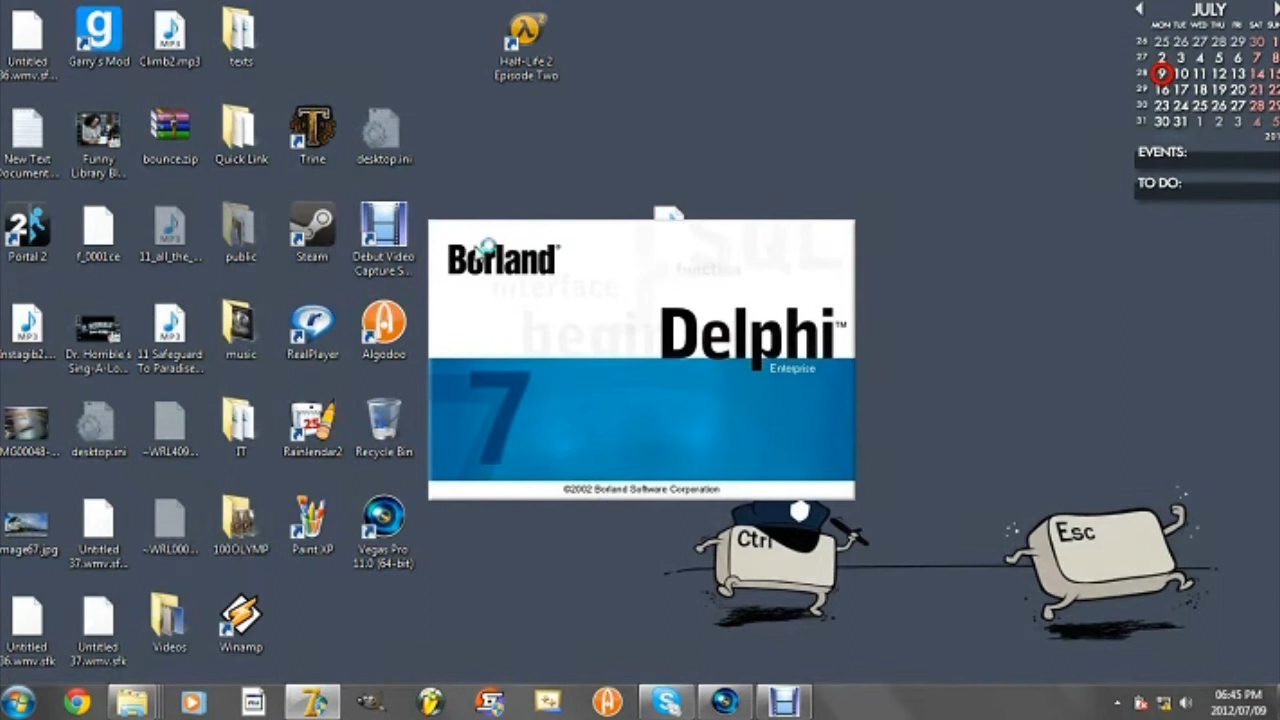 Untitled
36.wmv.sf...
Garry's Mod
Climb2.mp3
texts
Half-Life 2
Episode Two
New Text
Document...
Funny
Library Bl...
bounce.zip
Quick Link
Trine
desktop.ini
Portal 2
f_0001ce
11_all_the_...
public
Steam
Debut Video
Capture S...
nstagib2...
Dr. Horrible's
Sing-A-Lo...
11 Safeguard
To Paradise...
music
RealPlayer
Algodoo
MG00048-...
desktop.ini
~WRL409...
IT
Rainlendar2
Recycle Bin
mage67.jpg
Untitled
37.wmv.sf...
~WRL000...
100OLYMP
Paint XP
Vegas Pro
11.0 (64-bit)
Untitled
36.wmv.sfk
Untitled
37.wmv.sfk
Videos
Winamp
JULY
MON TUE WED THU FRI SAT SUN
26 25 26 27 28 29 30 1
27 2 3 4 5 6 7 8
28 9 10 11 12 13 14 15
29 16 17 18 19 20 21 22
30 23 24 25 26 27 28 29
31 30 31 1 2 3 4 5
EVENTS:
TO DO:
Borland®
SQL
function
interface
begin
Delphi™
Enterprise
7
©2002 Borland Software Corporation
Ctrl
Esc
06:45 PM
2012/07/09